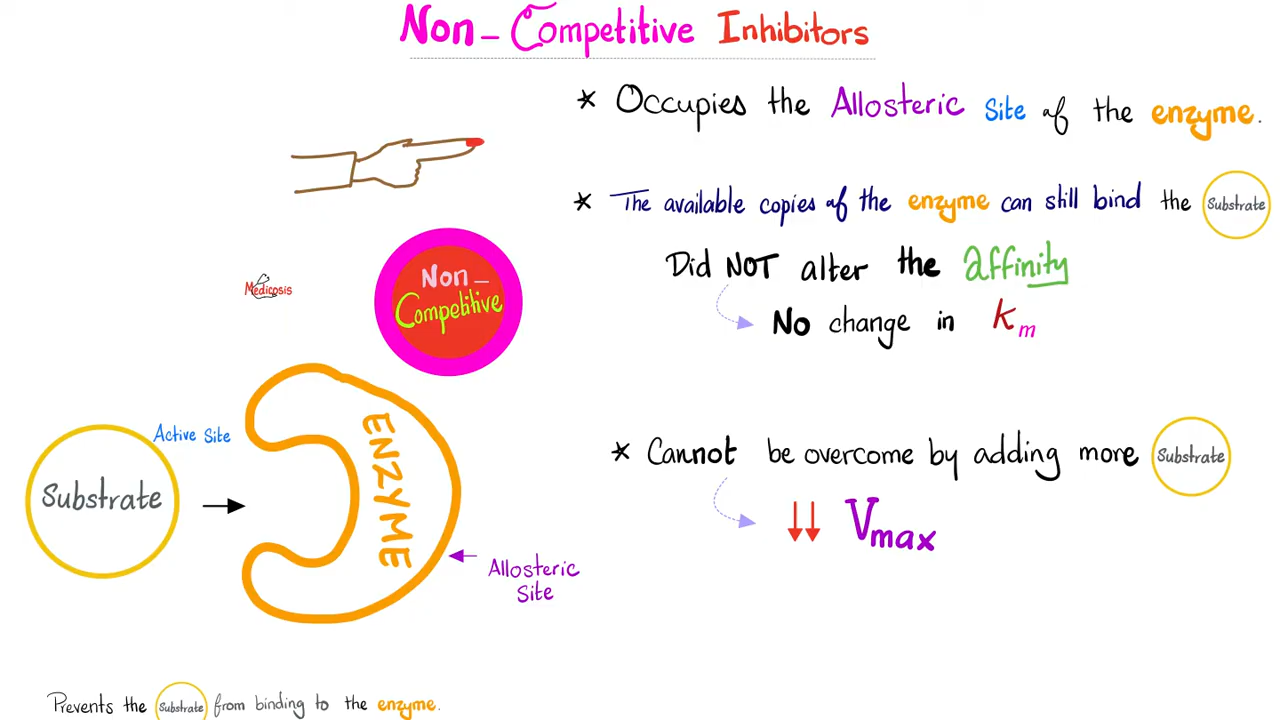 Non-Competitive Inhibitors
* Occupies the Allosteric Site of the enzyme.
* The available copies of the enzyme can still bind the Substrate
Did NOT alter the affinity
No change in Km
Medicosis
Non-
Competitive
* Cannot be overcome by adding more Substrate
↓↓ Vmax
Active Site
Substrate
ENZYME
Allosteric
Site
Prevents the Substrate from binding to the enzyme.